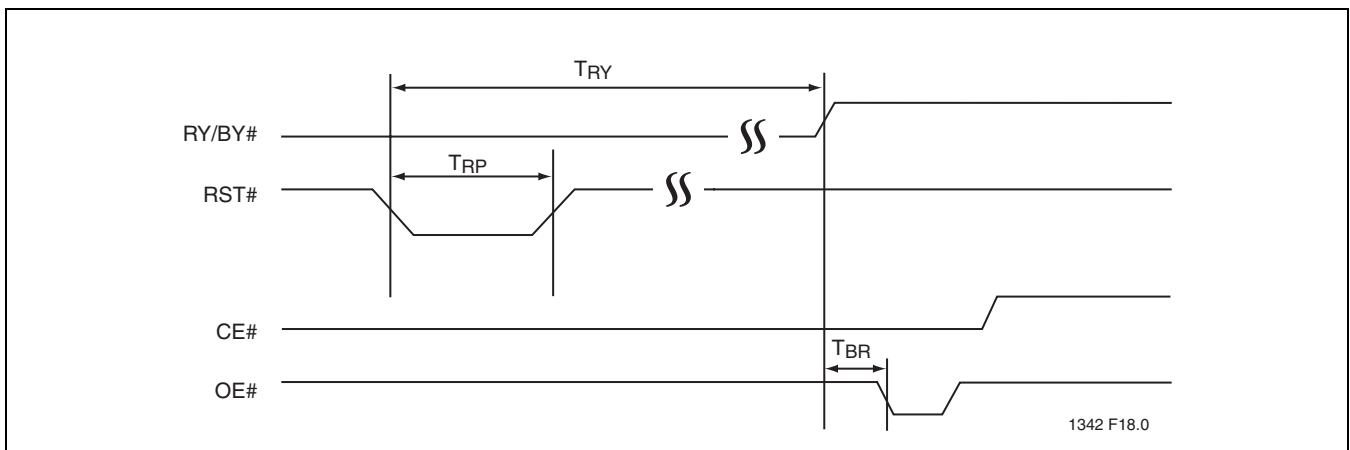 TRY
RY/BY#
TRP
RST#
CE#
TBR
OE#
1342 F18.0